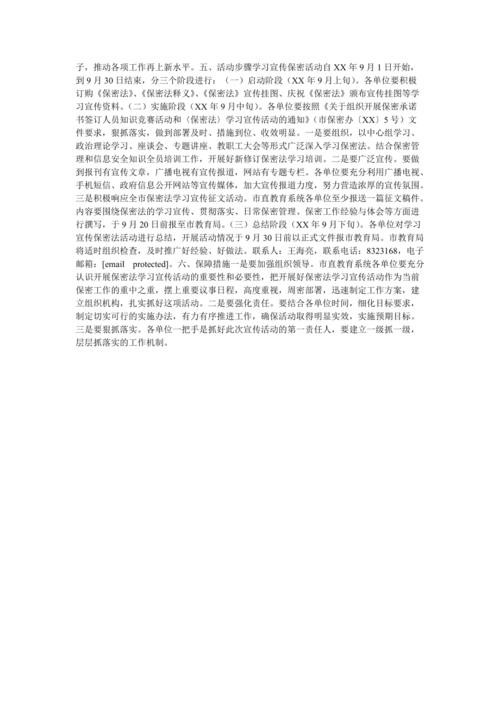 子，推动各项工作再上新水平。五、活动步骤学习宣传保密活动自 XX 年 9 月 1 日开始，
到 9 月 30 日结束，分三个阶段进行：（一）启动阶段（XX 年 9 月上旬）。各单位要积极
订购《保密法》、《保密法释义》、《保密法》宣传挂图、庆祝《保密法》颁布宣传挂图等学
习宣传资料。（二）实施阶段（XX 年 9 月中旬）。各单位要按照《关于组织开展保密承诺
书签订人员知识竞赛活动和〈保密法〉学习宣传活动的通知》（市保密办〔XX〕5 号）文
件要求，狠抓落实，做到部署及时、措施到位、收效明显。一是要组织，以中心组学习、
政治理论学习、座谈会、专题讲座、教职工大会等形式广泛深入学习保密法。结合保密管
理和信息安全知识全员培训工作，开展好新修订保密法学习培训。二是要广泛宣传。要做
到报刊有宣传文章，广播电视有宣传报道，网站有专题专栏。各单位要充分利用广播电视、
手机短信、政府信息公开网站等宣传媒体，加大宣传报道力度，努力营造浓厚的宣传氛围。
三是积极响应全市保密法学习宣传征文活动。市直教育系统各单位至少报送一篇征文稿件。
内容要围绕保密法的学习宣传、贯彻落实、日常保密管理、保密工作经验与体会等方面进
行撰写，于 9 月 20 日前报至市教育局。（三）总结阶段（XX 年 9 月下旬）。各单位对学习
宣传保密法活动进行总结，开展活动情况于 9 月 30 日前以正式文件报市教育局。市教育局
将适时组织检查，及时推广好经验、好做法。联系人：王海亮，联系电话：8323168，电子
邮箱：[email protected]。六、保障措施一是要加强组织领导。市直教育系统各单位要充分
认识开展保密法学习宣传活动的重要性和必要性，把开展好保密法学习宣传活动作为当前
保密工作的重中之重，摆上重要议事日程，高度重视，周密部署，迅速制定工作方案，建
立组织机构，扎实抓好这项活动。二是要强化责任。要结合各单位时间，细化目标要求，
制定切实可行的实施办法，有力有序推进工作，确保活动取得明显实效，实施预期目标。
三是要狠抓落实。各单位一把手是抓好此次宣传活动的第一责任人，要建立一级抓一级，
层层抓落实的工作机制。